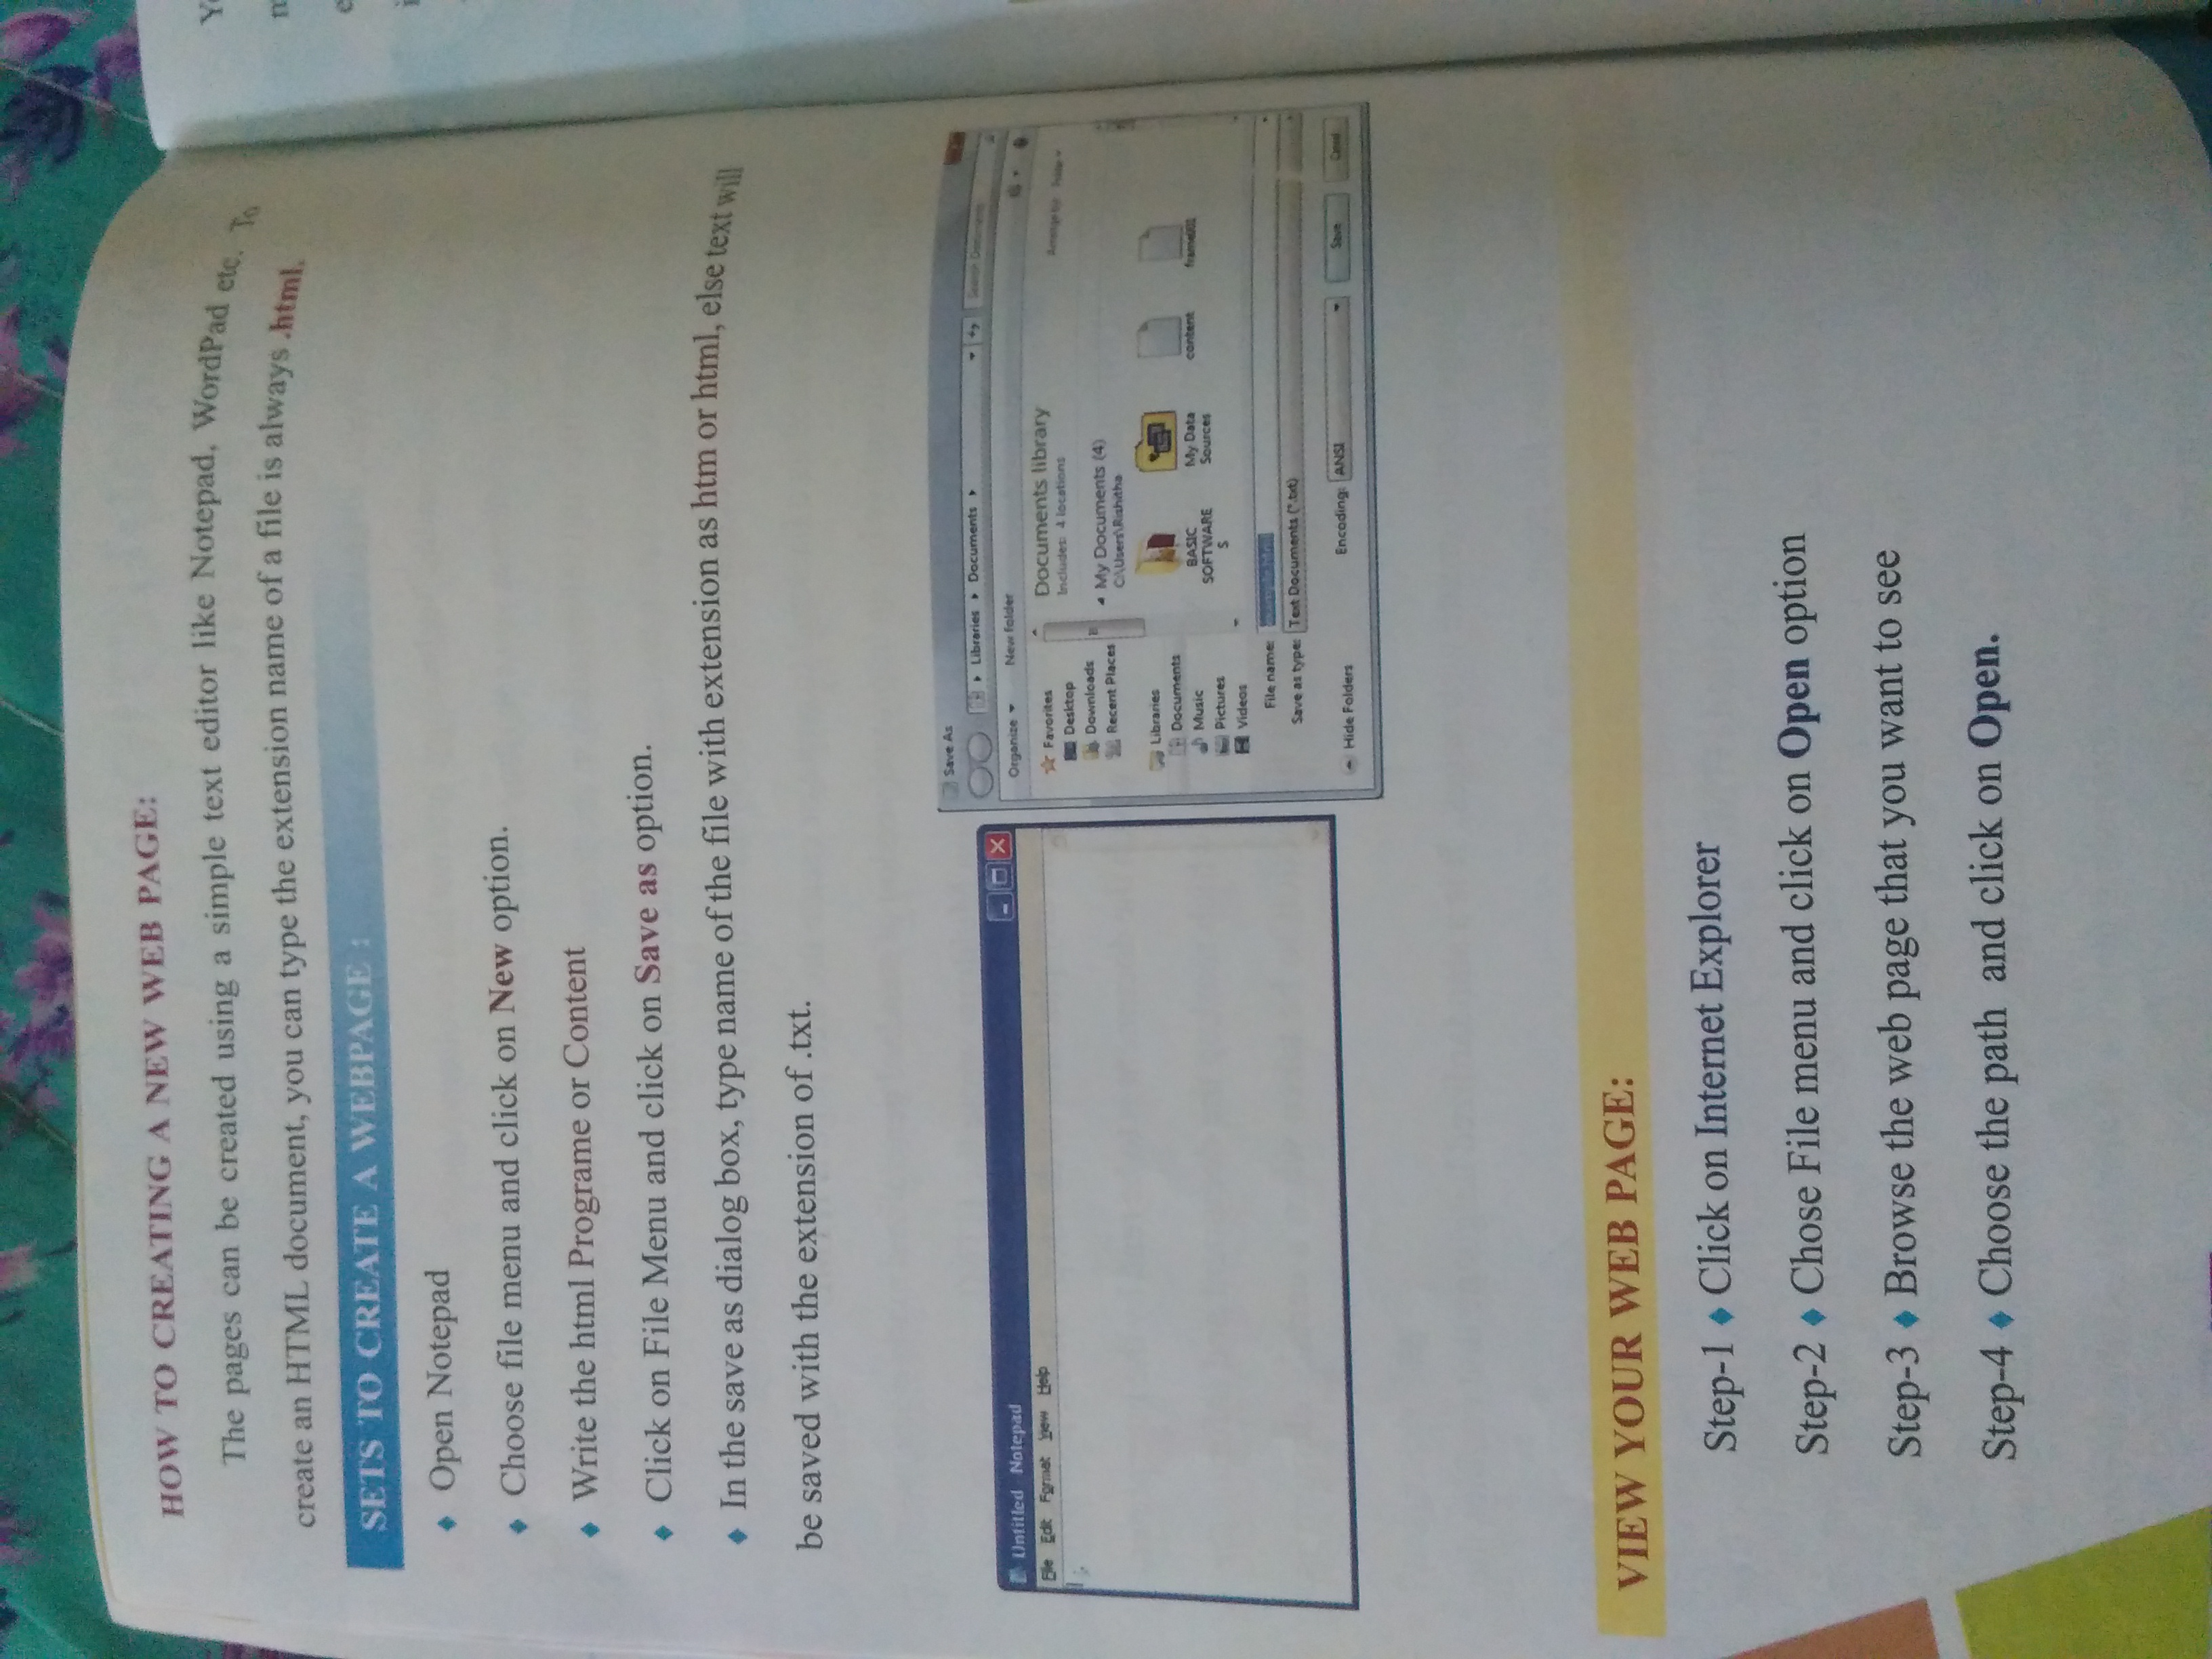 HOW TO CREATING A NEW WEB PAGE:
The pages can be created using a simple text editor like Notepad, WordPad etc. To
create an HTML document, you can type the extension name of a file is always .html.
SETS TO CREATE A WEBPAGE :
♦ Open Notepad
♦ Choose file menu and click on New option.
♦ Write the html Programe or Content
♦ Click on File Menu and click on Save as option.
♦ In the save as dialog box, type name of the file with extension as htm or html, else text will
be saved with the extension of .txt.
Untitled Notepad
File Edit Format View Help
Save As
Libraries ▸ Documents ▸
Search Documents
Organize ▾ New folder
Favorites
Desktop
Downloads
Recent Places
Libraries
Documents
Music
Pictures
Videos
Documents library
Includes: 4 locations
Arrange by: Folder ▾
My Documents (4)
C:\Users\Rishitha
BASIC
SOFTWARE
S
My Data
Sources
content
frame01
File name:
Save as type: Text Documents (*.txt)
Hide Folders
Encoding: ANSI
Save
Cancel
VIEW YOUR WEB PAGE:
Step-1 ♦ Click on Internet Explorer
Step-2 ♦ Chose File menu and click on Open option
Step-3 ♦ Browse the web page that you want to see
Step-4 ♦ Choose the path and click on Open.